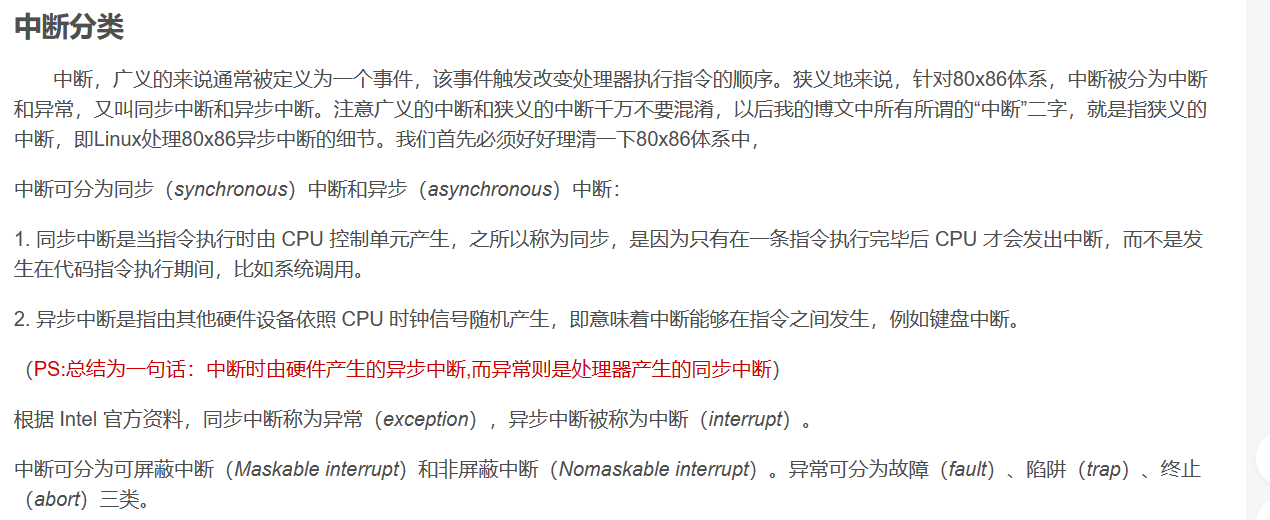 中断分类
中断，广义的来说通常被定义为一个事件，该事件触发改变处理器执行指令的顺序。狭义地来说，针对80x86体系，中断被分为中断
和异常，又叫同步中断和异步中断。注意广义的中断和狭义的中断千万不要混淆，以后我的博文中所有所谓的“中断”二字，就是指狭义的
中断，即Linux处理80x86异步中断的细节。我们首先必须好好理清一下80x86体系中，
中断可分为同步（synchronous）中断和异步（asynchronous）中断：
1. 同步中断是当指令执行时由 CPU 控制单元产生，之所以称为同步，是因为只有在一条指令执行完毕后 CPU 才会发出中断，而不是发
生在代码指令执行期间，比如系统调用。
2. 异步中断是指由其他硬件设备依照 CPU 时钟信号随机产生，即意味着中断能够在指令之间发生，例如键盘中断。
（PS:总结为一句话：中断时由硬件产生的异步中断,而异常则是处理器产生的同步中断）
根据 Intel 官方资料，同步中断称为异常（exception），异步中断被称为中断（interrupt）。
中断可分为可屏蔽中断（Maskable interrupt）和非屏蔽中断（Nomaskable interrupt）。异常可分为故障（fault）、陷阱（trap）、终止
（abort）三类。